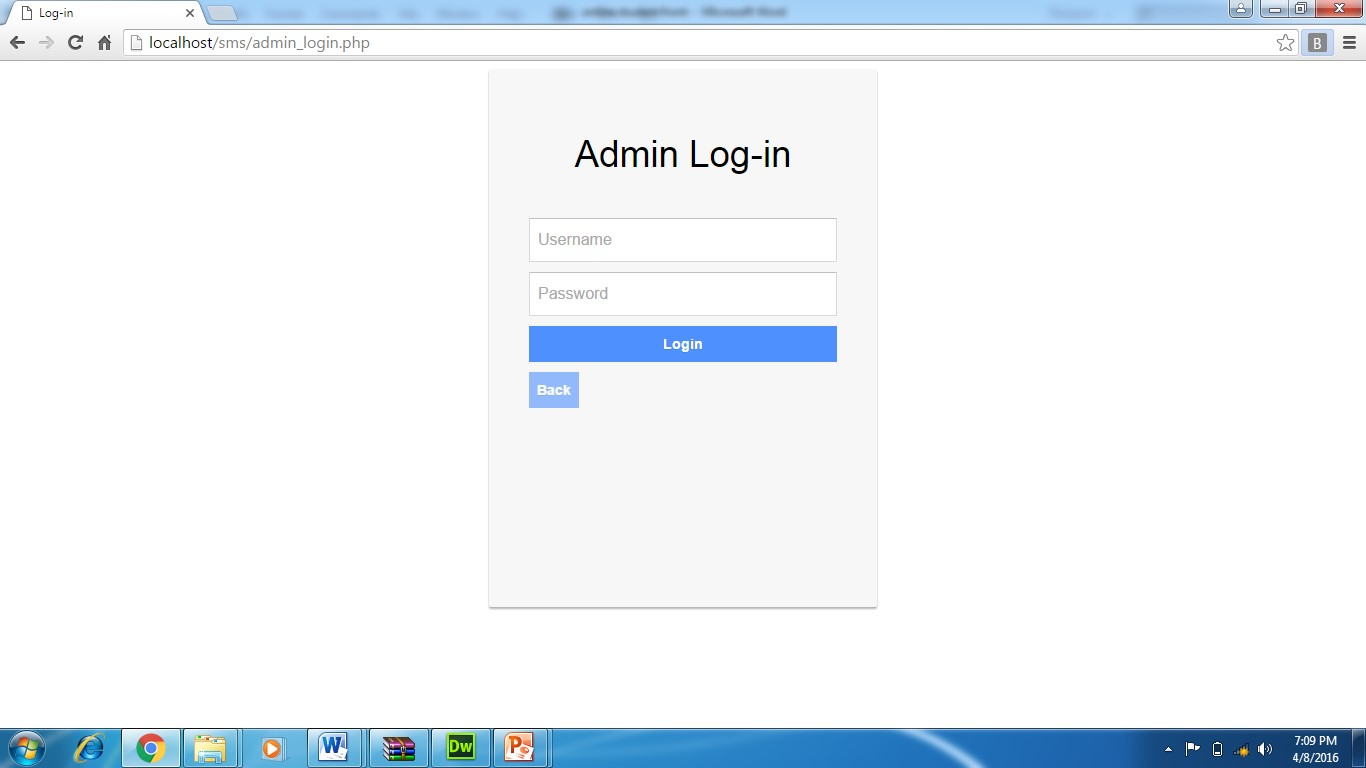 Log-in
localhost/sms/admin_login.php
B
Admin Log-in
Username
Password
Login
Back
W
Dw
P
7:09 PM
4/8/2016